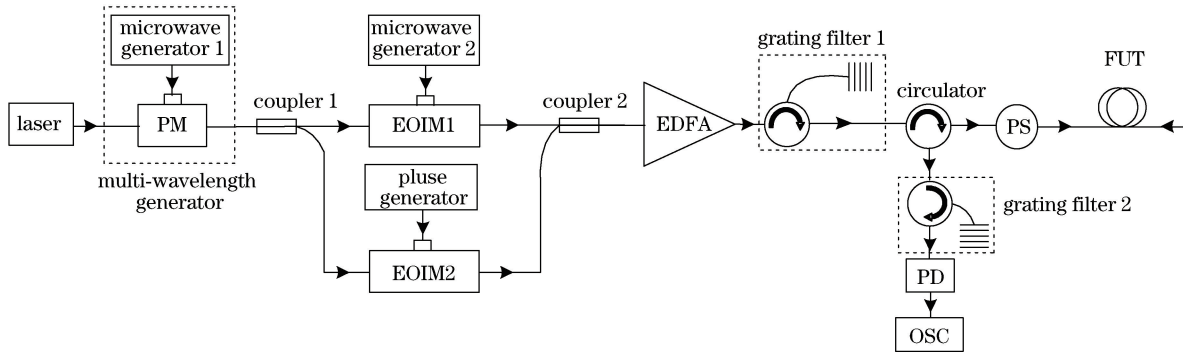 microwave
generator 1
microwave
generator 2
grating filter 1
FUT
coupler 1
coupler 2
circulator
laser
PM
EOIM1
EDFA
PS
multi-wavelength
generator
pluse
generator
grating filter 2
EOIM2
PD
OSC